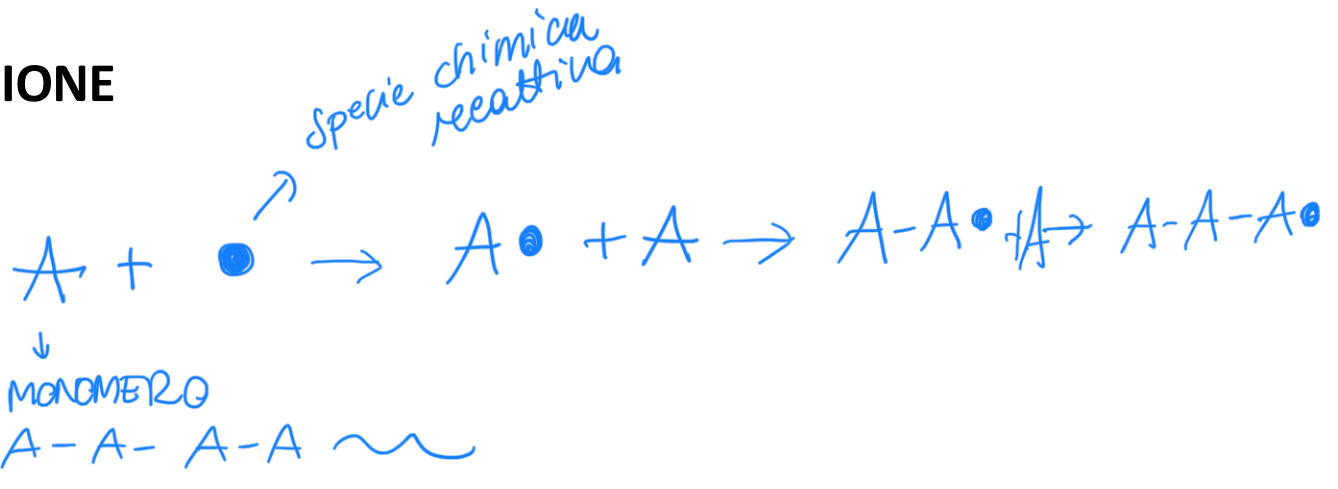 IONE
specie chimica
reattiva
A + ● → A● + A → A-A● +A → A-A-A●
↓
MONOMERO
A - A - A - A